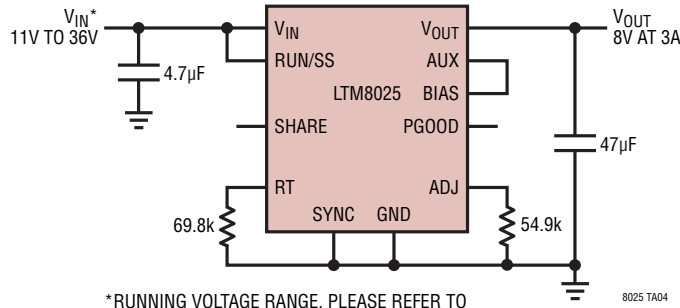 VIN*
11V TO 36V
4.7µF
VIN
RUN/SS
SHARE
RT
69.8k
LTM8025
SYNC
GND
VOUT
AUX
BIAS
PGOOD
ADJ
54.9k
VOUT
8V AT 3A
47µF
*RUNNING VOLTAGE RANGE. PLEASE REFER TO
8025 TA04